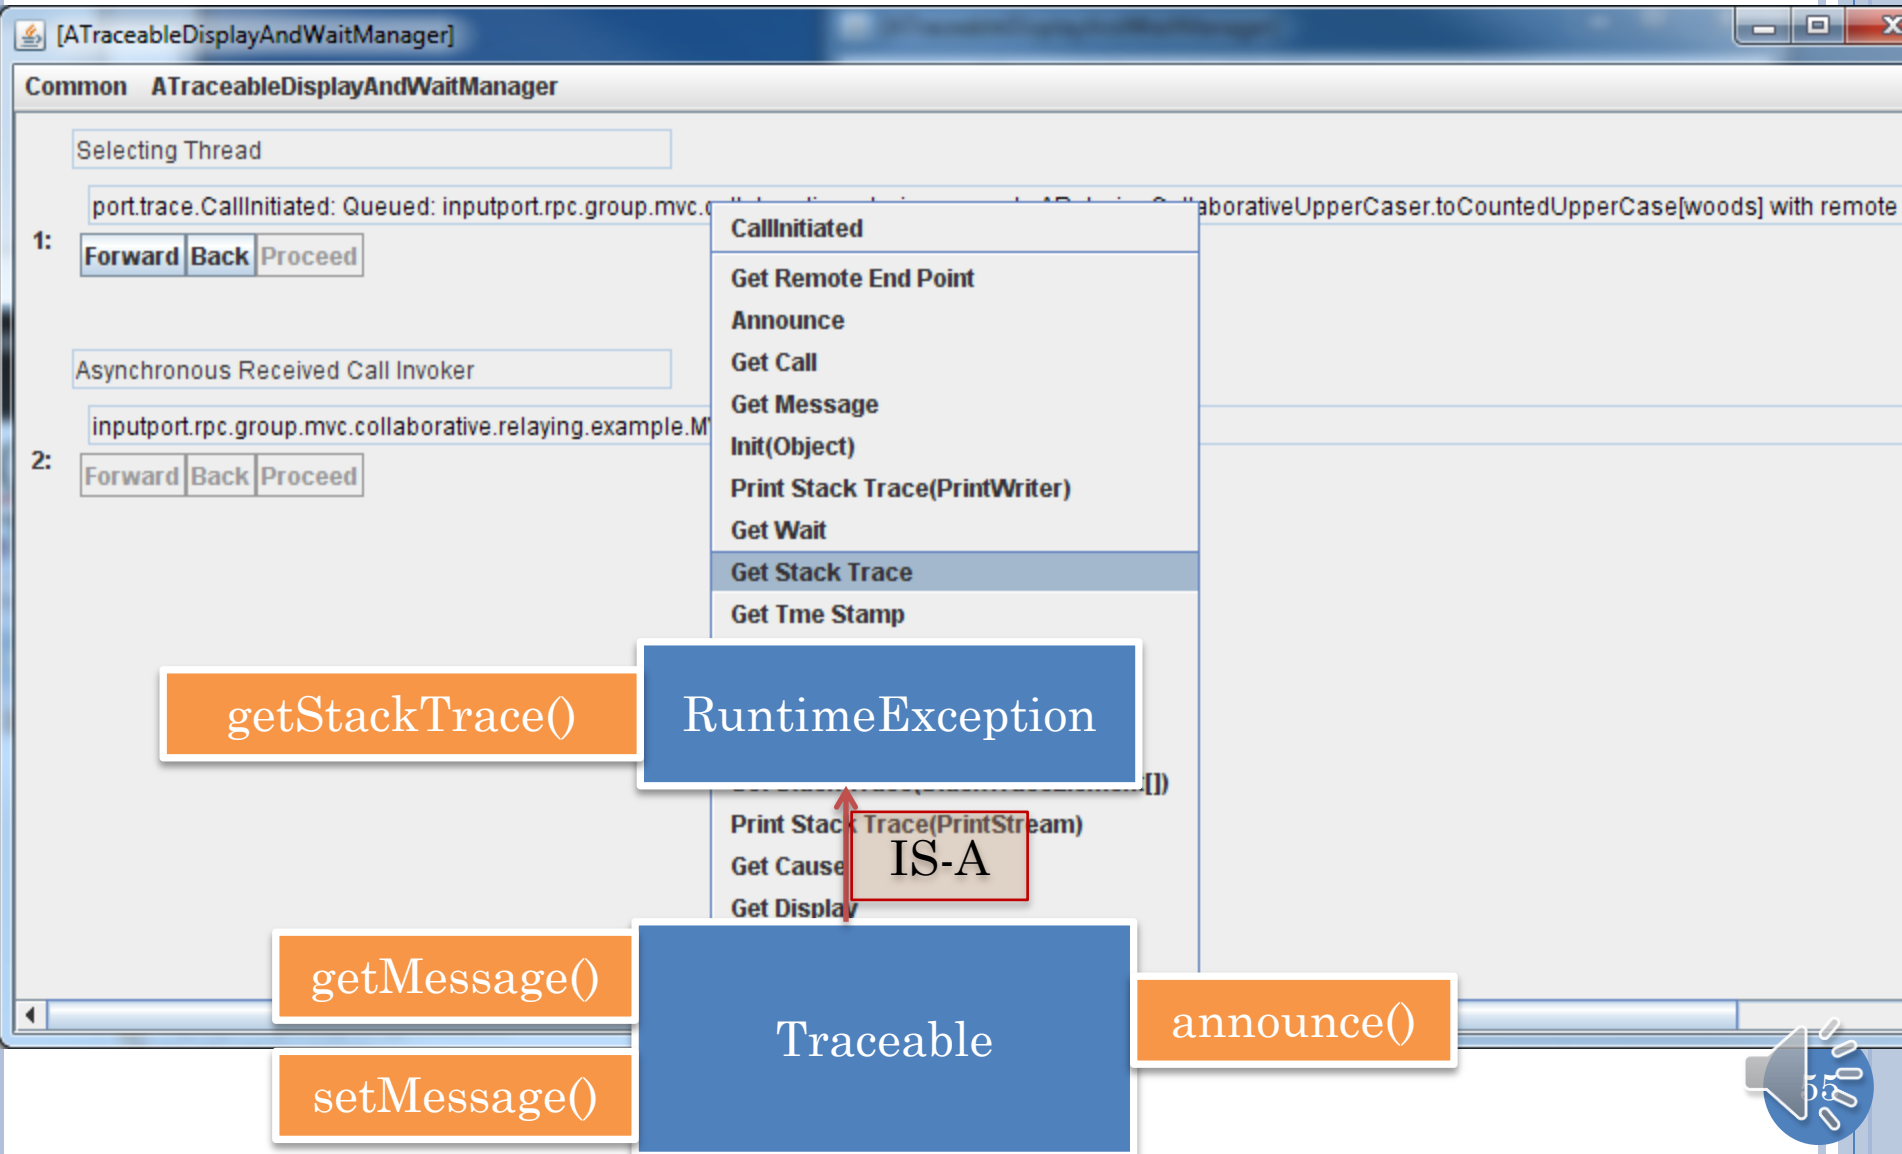 [ATraceableDisplayAndWaitManager]
Common ATraceableDisplayAndWaitManager
Selecting Thread
port.trace.CallInitiated: Queued: inputport.rpc.group.mvc. aborativeUpperCaser.toCountedUpperCase[woods] with remote
1:
Forward Back Proceed
Asynchronous Received Call Invoker
inputport.rpc.group.mvc.collaborative.relaying.example.M
2:
Forward Back Proceed
CallInitiated
Get Remote End Point
Announce
Get Call
Get Message
Init(Object)
Print Stack Trace(PrintWriter)
Get Wait
Get Stack Trace
Get Tme Stamp
getStackTrace()
RuntimeException
[])
Print Stack Trace(PrintStream)
Get Cause
IS-A
Get Display
getMessage()
Traceable
announce()
setMessage()
55